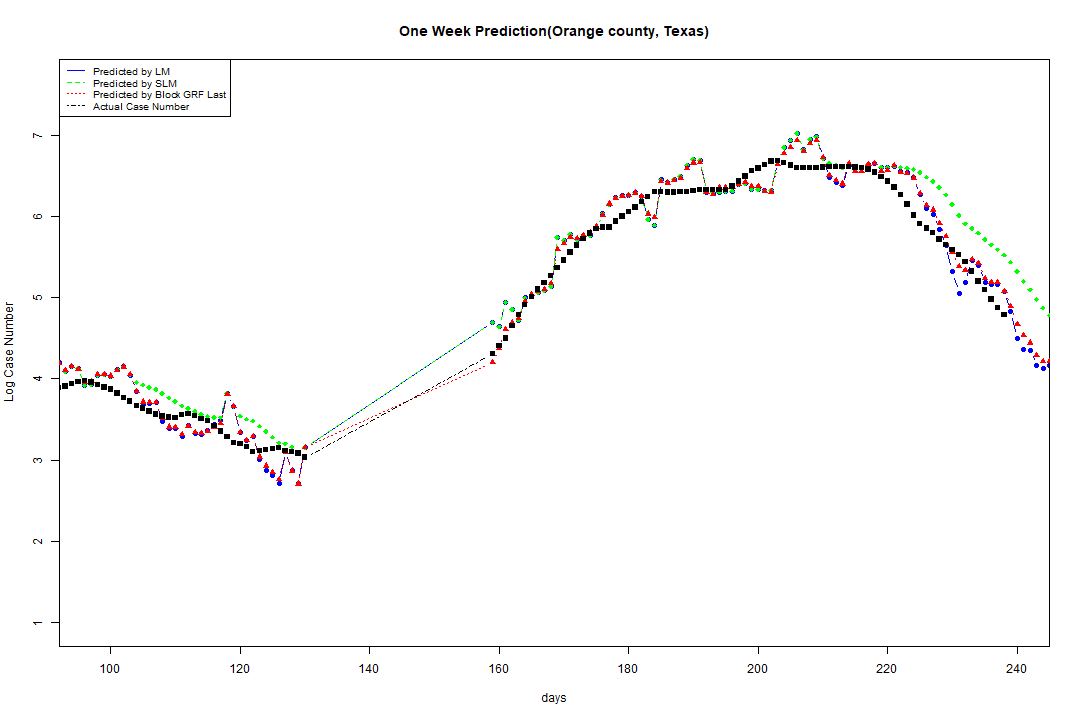 One Week Prediction(Orange county, Texas)
Predicted by LM
Predicted by SLM
Predicted by Block GRF Last
Actual Case Number
7
6
5
4
3
2
1
Log Case Number
100 120 140 160 180 200 220 240
days